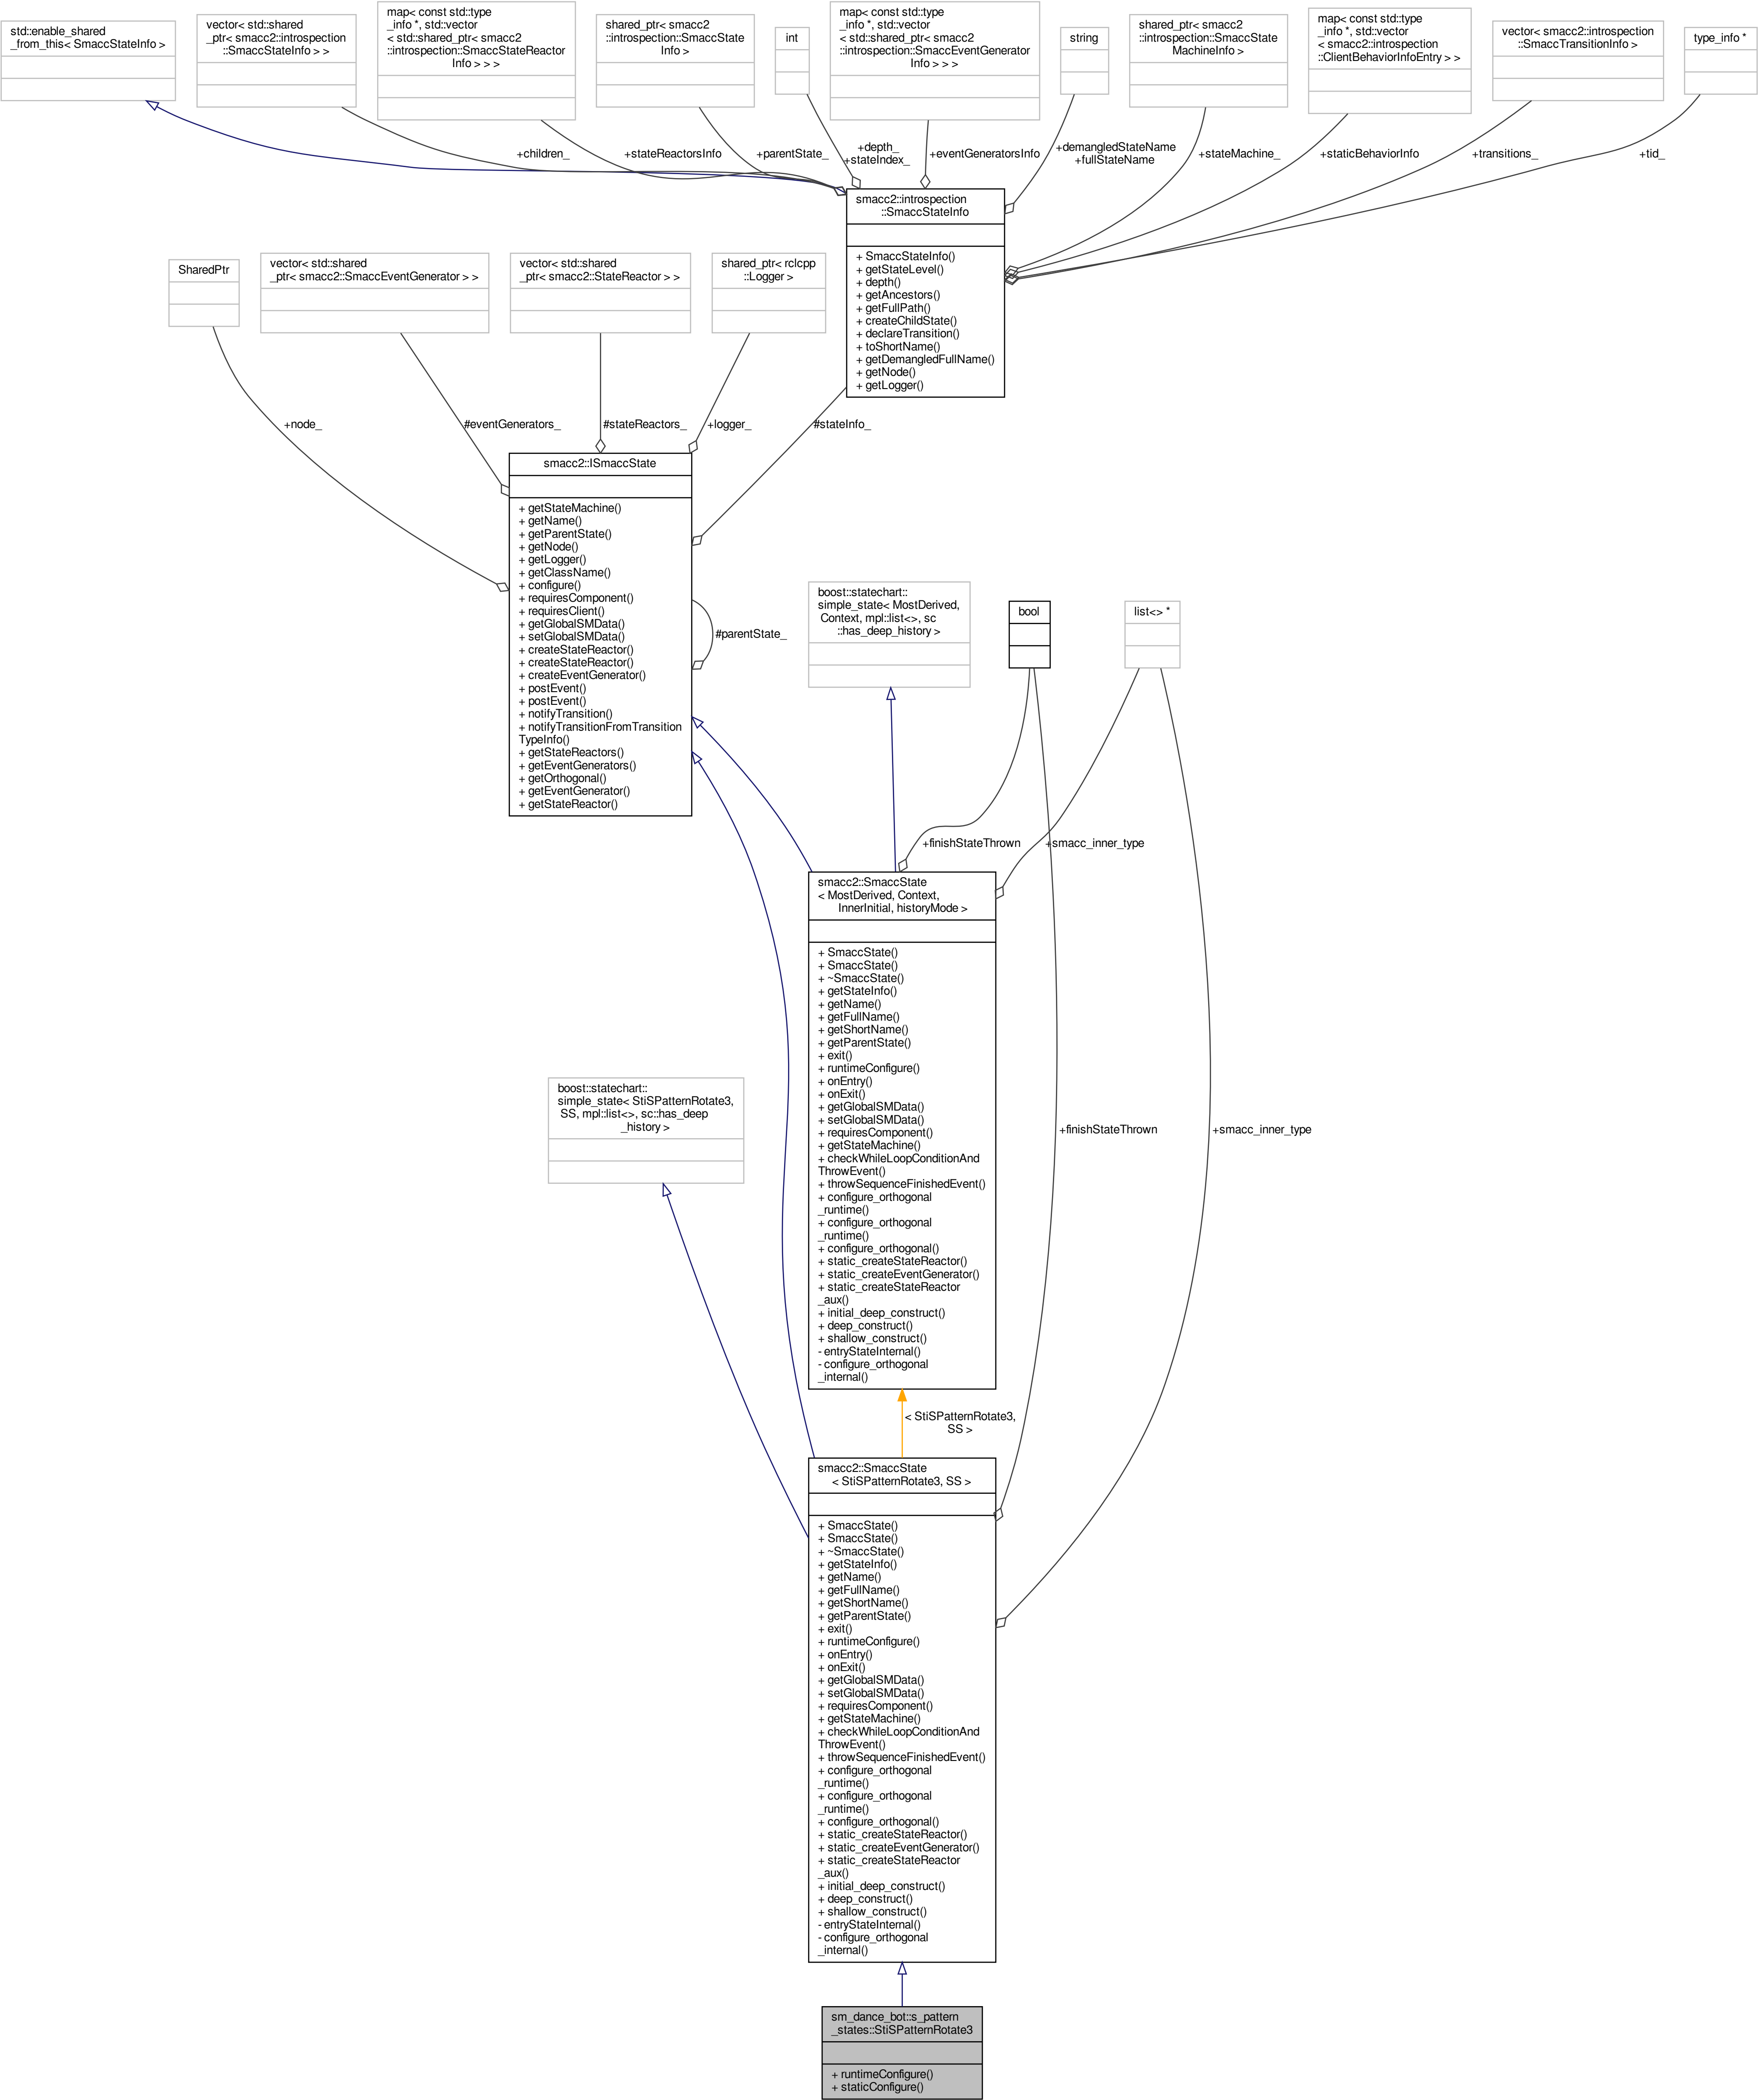 std::enable_shared
_from_this< SmaccStateInfo >
vector< std::shared
_ptr< smacc2::introspection
::SmaccStateInfo > >
map< const std::type
_info *, std::vector
< std::shared_ptr< smacc2
::introspection::SmaccStateReactor
Info > > >
shared_ptr< smacc2
::introspection::SmaccState
Info >
int
map< const std::type
_info *, std::vector
< std::shared_ptr< smacc2
::introspection::SmaccEventGenerator
Info > > >
string
shared_ptr< smacc2
::introspection::SmaccState
MachineInfo >
map< const std::type
_info *, std::vector
< smacc2::introspection
::ClientBehaviorInfoEntry > >
vector< smacc2::introspection
::SmaccTransitionInfo >
type_info *
+children_
+stateReactorsInfo
+parentState_
+depth_
+stateIndex_
+eventGeneratorsInfo
+demangledStateName
+fullStateName
+stateMachine_
+staticBehaviorInfo
+transitions_
+tid_
smacc2::introspection
::SmaccStateInfo
+ SmaccStateInfo()
+ getStateLevel()
+ depth()
+ getAncestors()
+ getFullPath()
+ createChildState()
+ declareTransition()
+ toShortName()
+ getDemangledFullName()
+ getNode()
+ getLogger()
SharedPtr
vector< std::shared
_ptr< smacc2::SmaccEventGenerator > >
vector< std::shared
_ptr< smacc2::StateReactor > >
shared_ptr< rclcpp
::Logger >
+node_
#eventGenerators_
#stateReactors_
+logger_
#stateInfo_
smacc2::ISmaccState
+ getStateMachine()
+ getName()
+ getParentState()
+ getNode()
+ getLogger()
+ getClassName()
+ configure()
+ requiresComponent()
+ requiresClient()
+ getGlobalSMData()
+ setGlobalSMData()
+ createStateReactor()
+ createStateReactor()
+ createEventGenerator()
+ postEvent()
+ postEvent()
+ notifyTransition()
+ notifyTransitionFromTransition
TypeInfo()
+ getStateReactors()
+ getEventGenerators()
+ getOrthogonal()
+ getEventGenerator()
+ getStateReactor()
#parentState_
boost::statechart::
simple_state< MostDerived,
Context, mpl::list<>, sc
::has_deep_history >
bool
list<> *
+finishStateThrown
+smacc_inner_type
smacc2::SmaccState
< MostDerived, Context,
InnerInitial, historyMode >
+ SmaccState()
+ SmaccState()
+ ~SmaccState()
+ getStateInfo()
+ getName()
+ getFullName()
+ getShortName()
+ getParentState()
+ exit()
+ runtimeConfigure()
+ onEntry()
+ onExit()
+ getGlobalSMData()
+ setGlobalSMData()
+ requiresComponent()
+ getStateMachine()
+ checkWhileLoopConditionAnd
ThrowEvent()
+ throwSequenceFinishedEvent()
+ configure_orthogonal
_runtime()
+ configure_orthogonal
_runtime()
+ configure_orthogonal()
+ static_createStateReactor()
+ static_createEventGenerator()
+ static_createStateReactor
_aux()
+ initial_deep_construct()
+ deep_construct()
+ shallow_construct()
- entryStateInternal()
- configure_orthogonal
_internal()
boost::statechart::
simple_state< StiSPatternRotate3,
SS, mpl::list<>, sc::has_deep
_history >
+finishStateThrown
+smacc_inner_type
< StiSPatternRotate3,
SS >
smacc2::SmaccState
< StiSPatternRotate3, SS >
+ SmaccState()
+ SmaccState()
+ ~SmaccState()
+ getStateInfo()
+ getName()
+ getFullName()
+ getShortName()
+ getParentState()
+ exit()
+ runtimeConfigure()
+ onEntry()
+ onExit()
+ getGlobalSMData()
+ setGlobalSMData()
+ requiresComponent()
+ getStateMachine()
+ checkWhileLoopConditionAnd
ThrowEvent()
+ throwSequenceFinishedEvent()
+ configure_orthogonal
_runtime()
+ configure_orthogonal
_runtime()
+ configure_orthogonal()
+ static_createStateReactor()
+ static_createEventGenerator()
+ static_createStateReactor
_aux()
+ initial_deep_construct()
+ deep_construct()
+ shallow_construct()
- entryStateInternal()
- configure_orthogonal
_internal()
sm_dance_bot::s_pattern
_states::StiSPatternRotate3
+ runtimeConfigure()
+ staticConfigure()